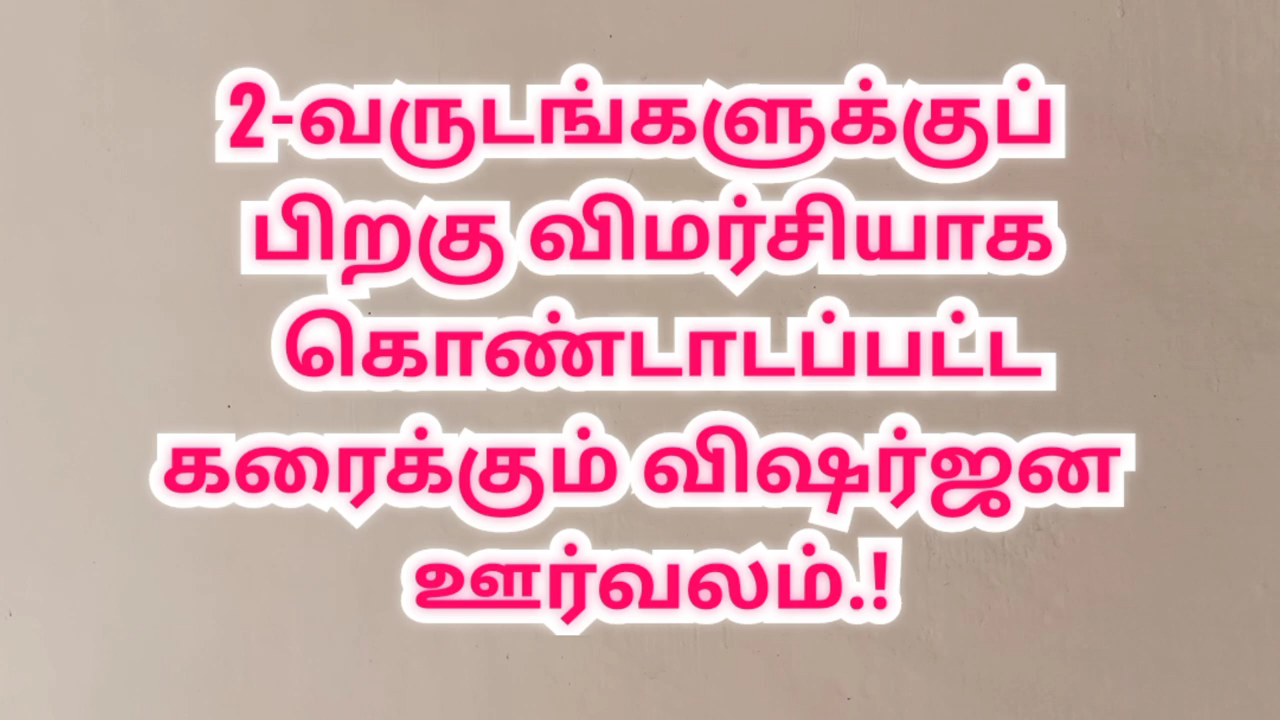 2-வருடங்களுக்குப்
பிறகு விமர்சியாக
கொண்டாடப்பட்ட
கரைக்கும் விஷர்ஜன
ஊர்வலம்.!